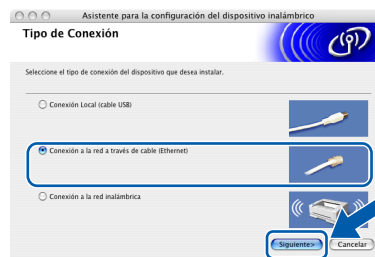 Asistente para la configuración del dispositivo inalámbrico
Tipo de Conexión
Seleccione el tipo de conexión del dispositivo que desea instalar.
Conexión Local (cable USB)
Conexión a la red a través de cable (Ethernet)
Conexión a la red inalámbrica
Siguiente> Cancelar